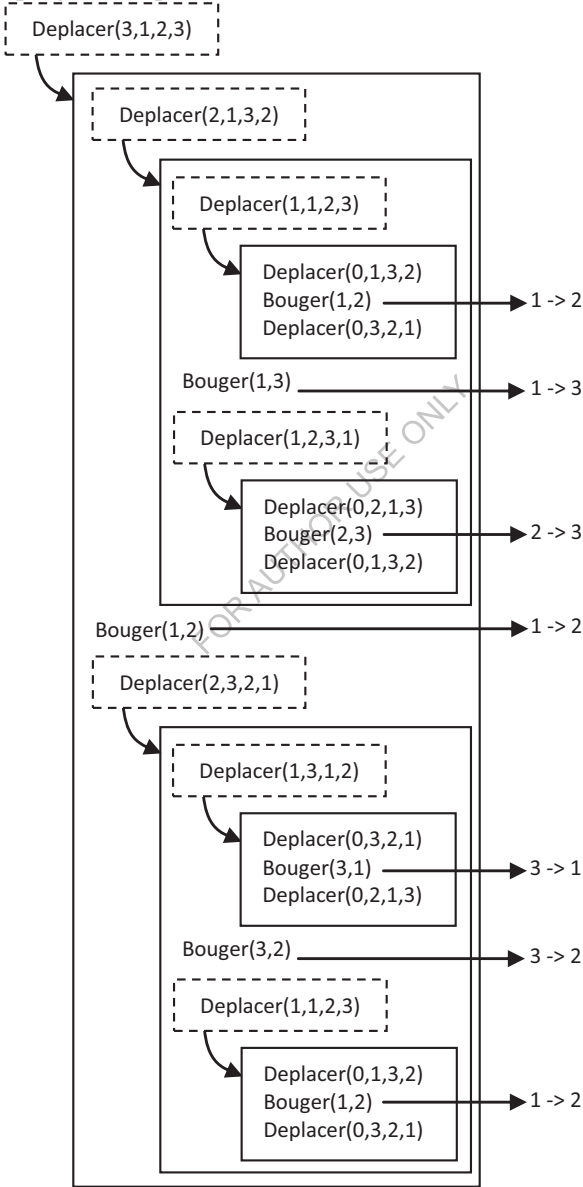 Deplacer(3,1,2,3)
Deplacer(2,1,3,2)
Deplacer(1,1,2,3)
Deplacer(0,1,3,2)
Bouger(1,2) 1 -> 2
Deplacer(0,3,2,1)
Bouger(1,3) 1 -> 3
Deplacer(1,2,3,1)
Deplacer(0,2,1,3)
Bouger(2,3) 2 -> 3
Deplacer(0,1,3,2)
Bouger(1,2) 1 -> 2
Deplacer(2,3,2,1)
Deplacer(1,3,1,2)
Deplacer(0,3,2,1)
Bouger(3,1) 3 -> 1
Deplacer(0,2,1,3)
Bouger(3,2) 3 -> 2
Deplacer(1,1,2,3)
Deplacer(0,1,3,2)
Bouger(1,2) 1 -> 2
Deplacer(0,3,2,1)
FOR AUTHOR USE ONLY